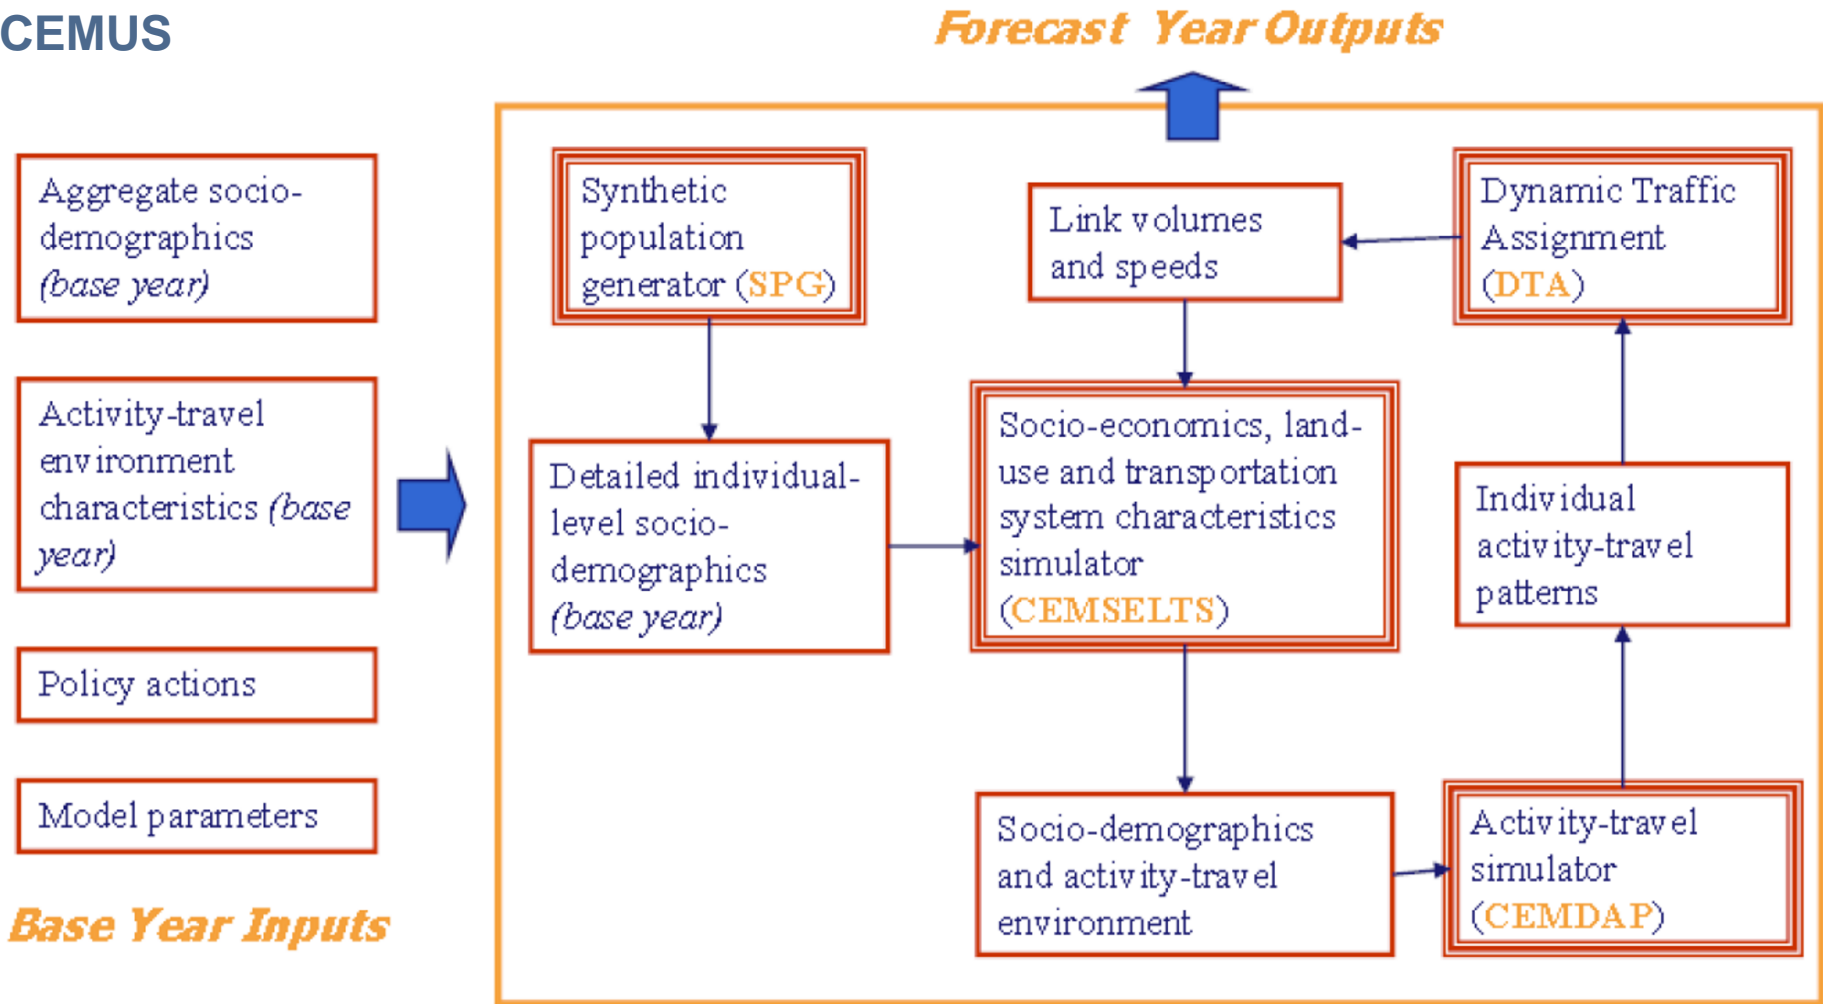 CEMUS
Forecast Year Outputs
Aggregate socio-
demographics
(base year)
Activity-travel
environment
characteristics (base
year)
Policy actions
Model parameters
Base Year Inputs
Synthetic
population
generator (SPG)
Detailed individual-
level socio-
demographics
(base year)
Link volumes
and speeds
Socio-economics, land-
use and transportation
system characteristics
simulator
(CEMSELTS)
Socio-demographics
and activity-travel
environment
Dynamic Traffic
Assignment
(DTA)
Individual
activity-travel
patterns
Activity-travel
simulator
(CEMDAP)